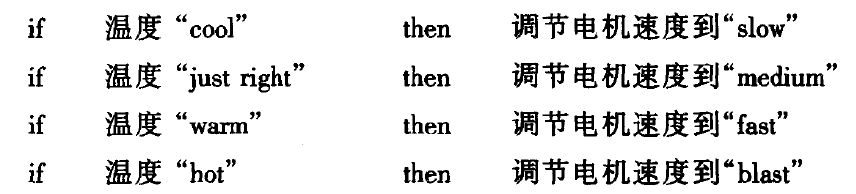 if 温度 “cool” then 调节电机速度到“slow”
if 温度 “just right” then 调节电机速度到“medium”
if 温度 “warm” then 调节电机速度到“fast”
if 温度 “hot” then 调节电机速度到“blast”